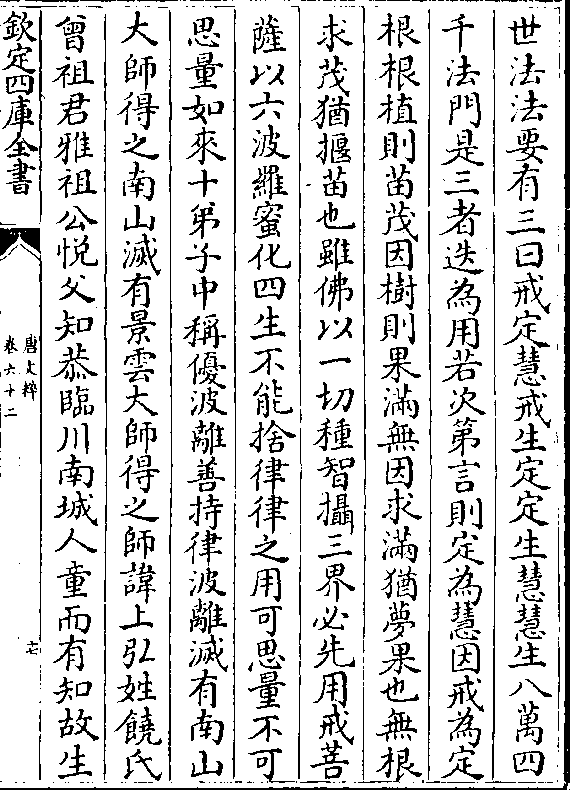 世法法要有三曰戒定慧戒生定定生慧慧生八萬四
千法門是三者迭為用若次第言則定為慧因戒為定
根根植則苗茂因樹則果滿無因求滿猶夢果也無根
求茂猶揠苗也雖佛以一切種智攝三界必先用戒菩
薩以六波羅蜜化四生不能捨律律之用可思量不可
思量如來十弟子中稱優波離善持律波離滅有南山
大師得之南山滅有景雲大師得之師諱上弘姓饒氏
曾祖君雅祖公悅父知恭臨川南城人童而有知故生
欽定四庫全書
唐文粹
卷六十二